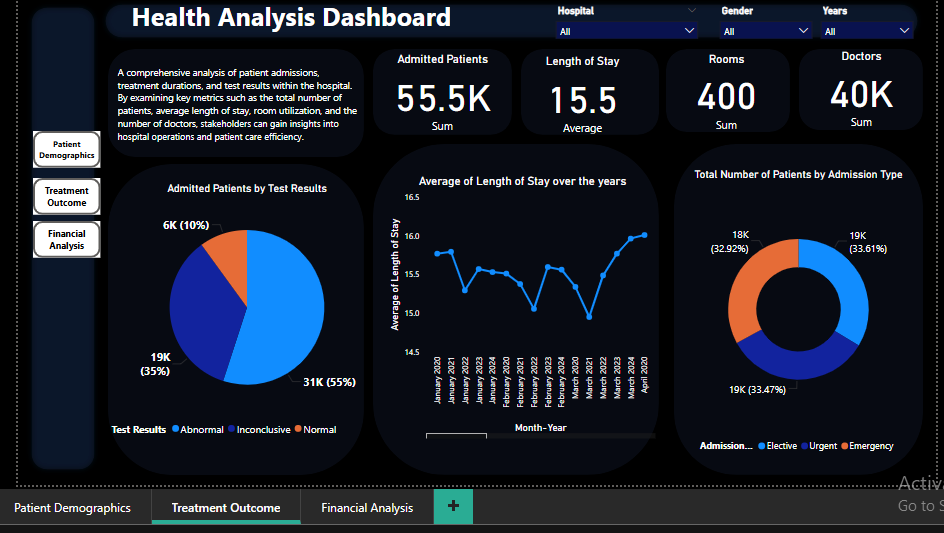 Health Analysis Dashboard
Hospital
All
Gender
All
Years
All
A comprehensive analysis of patient admissions,
treatment durations, and test results within the hospital.
By examining key metrics such as the total number of
patients, average length of stay, room utilization, and the
number of doctors, stakeholders can gain insights into
hospital operations and patient care efficiency.
Admitted Patients
55.5K
Sum
Length of Stay
15.5
Average
Rooms
400
Sum
Doctors
40K
Sum
Patient
Demographics
Treatment
Outcome
Financial
Analysis
Admitted Patients by Test Results
6K (10%)
19K
(35%)
31K (55%)
Test Results Abnormal Inconclusive Normal
Average of Length of Stay over the years
Average of Length of Stay
16.5
16.0
15.5
15.0
14.5
January 2020
January 2021
January 2022
January 2023
January 2024
February 2020
February 2021
February 2022
February 2023
February 2024
March 2020
March 2021
March 2022
March 2023
March 2024
April 2020
Month-Year
Total Number of Patients by Admission Type
18K
(32.92%)
19K
(33.61%)
19K (33.47%)
Admission... Elective Urgent Emergency
Activa
Go to S
Patient Demographics
Treatment Outcome
Financial Analysis
+